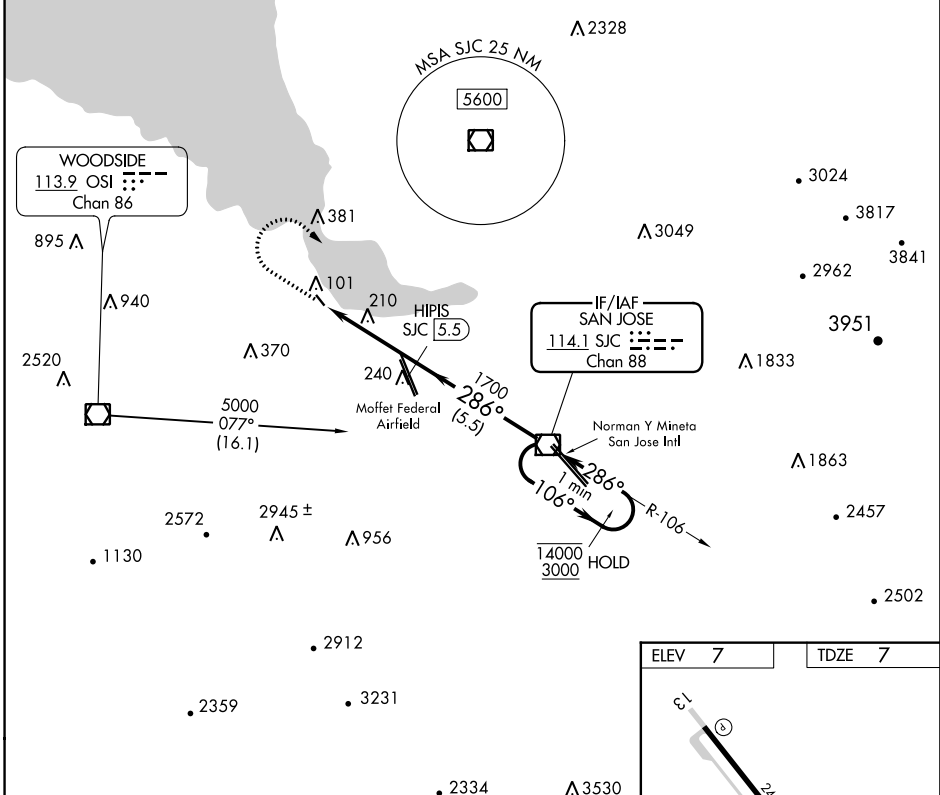 2328
MSA SJC 25 NM
5600
WOODSIDE
113.9 OSI
Chan 86
3024
3817
381
3049
3841
895
2962
940
101
210
HIPIS
SJC 5.5
IF/IAF
SAN JOSE
114.1 SJC
Chan 88
3951
370
1833
2520
240
1700
286°
(5.5)
Moffet Federal
Airfield
5000
077°
(16.1)
Norman Y Mineta
San Jose Intl
286°
1 min
106°
R-106
1863
2457
2945 ±
2572
956
1130
14000
3000
HOLD
2502
2912
ELEV 7
TDZE 7
3231
2359
13
P
24
2334
3530